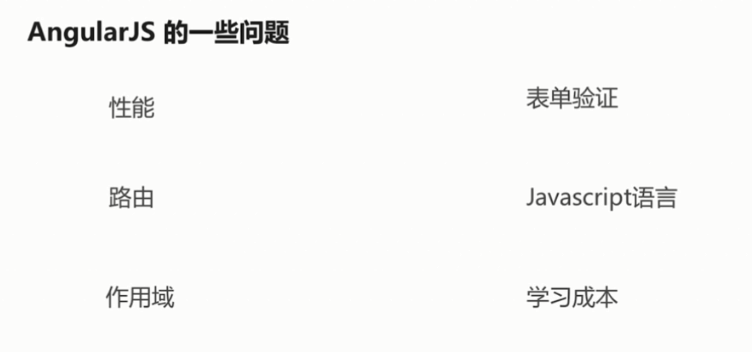 AngularJS 的一些问题
性能
表单验证
路由
Javascript语言
作用域
学习成本